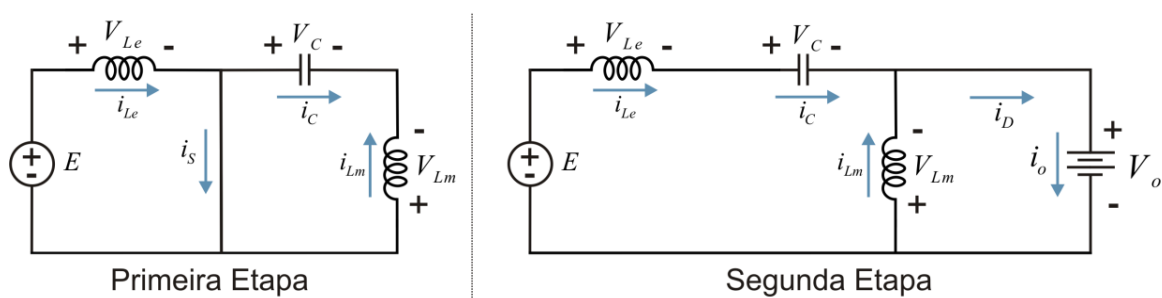 + V_Le -
+ V_C -
i_Le
i_C
+ - E
i_S
i_Lm
- V_Lm +
Primeira Etapa
+ V_Le -
+ V_C -
i_Le
i_C
i_D
+ - E
i_Lm
- V_Lm +
i_o
+ V_o -
Segunda Etapa